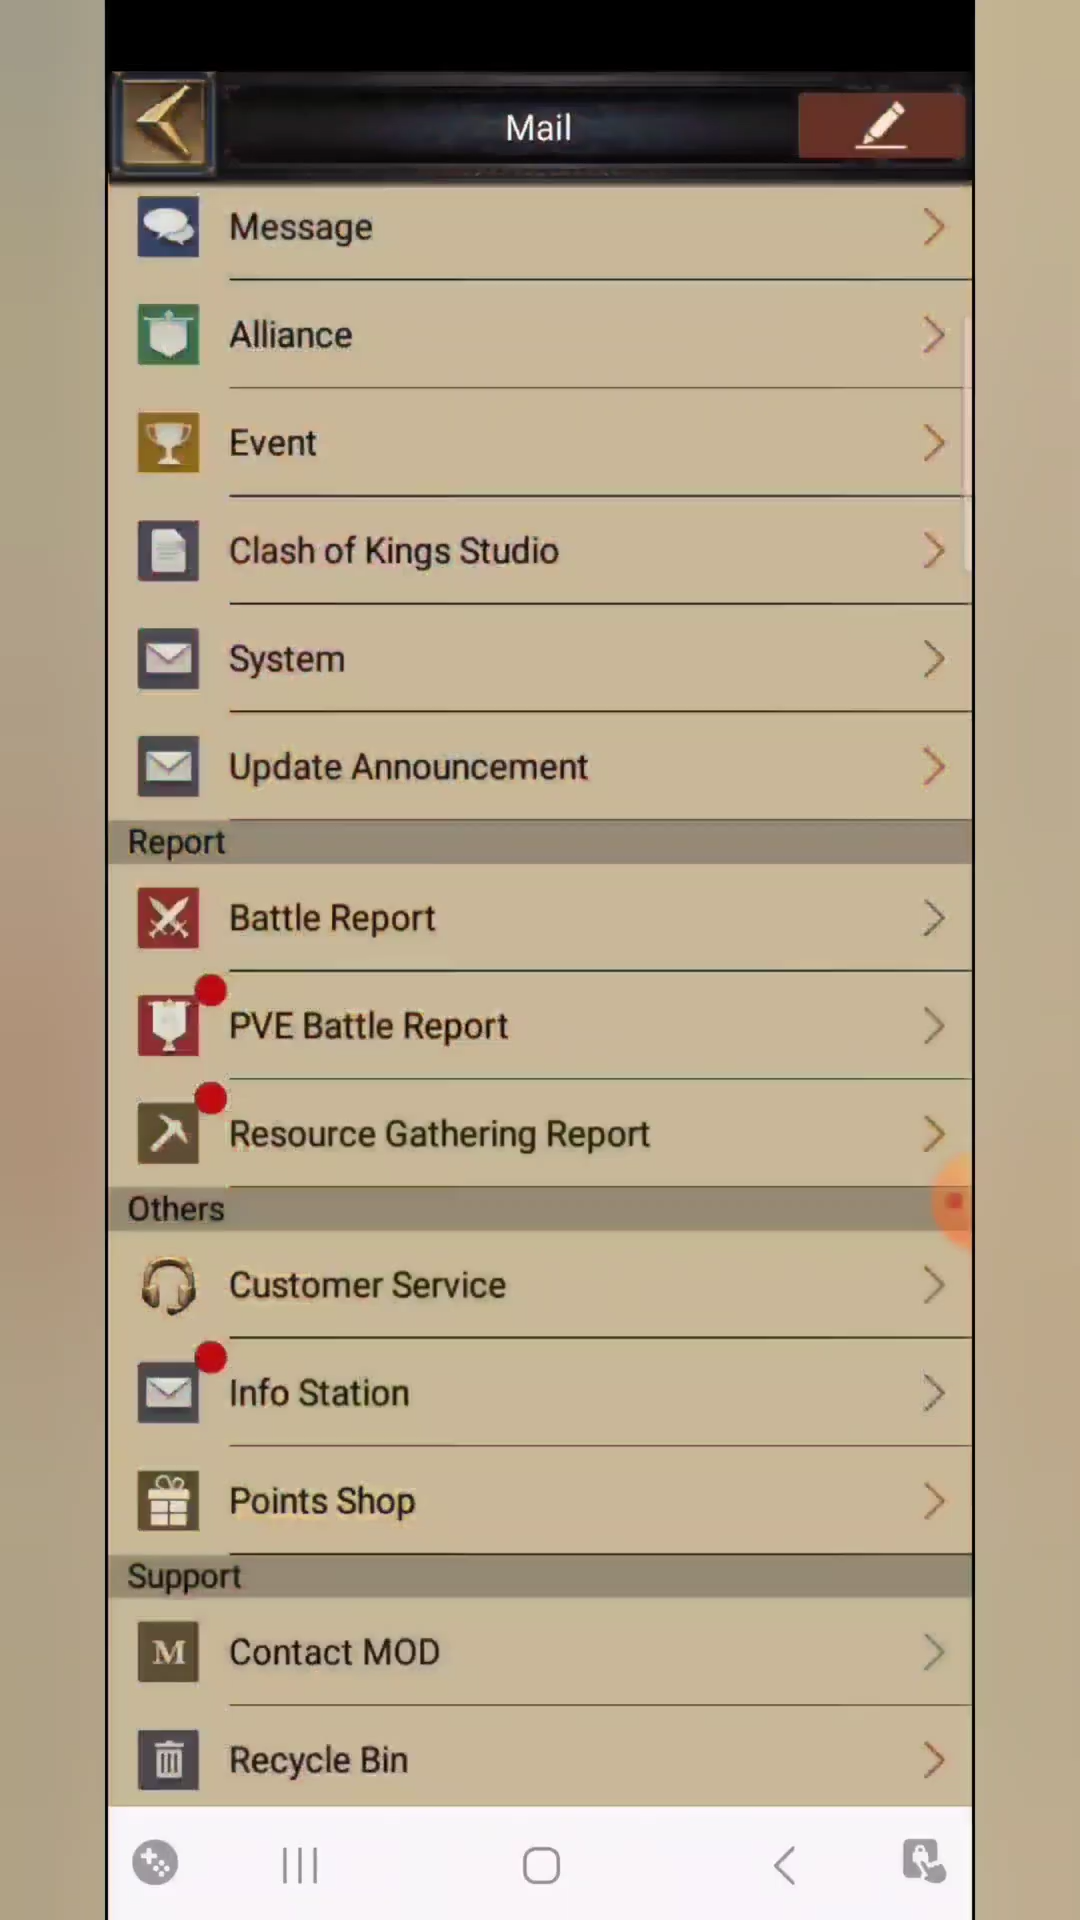 Mail
Message
Alliance
Event
Clash of Kings Studio
System
Update Announcement
Report
Battle Report
PVE Battle Report
Resource Gathering Report
Others
Customer Service
Info Station
Points Shop
Support
M
Contact MOD
Recycle Bin